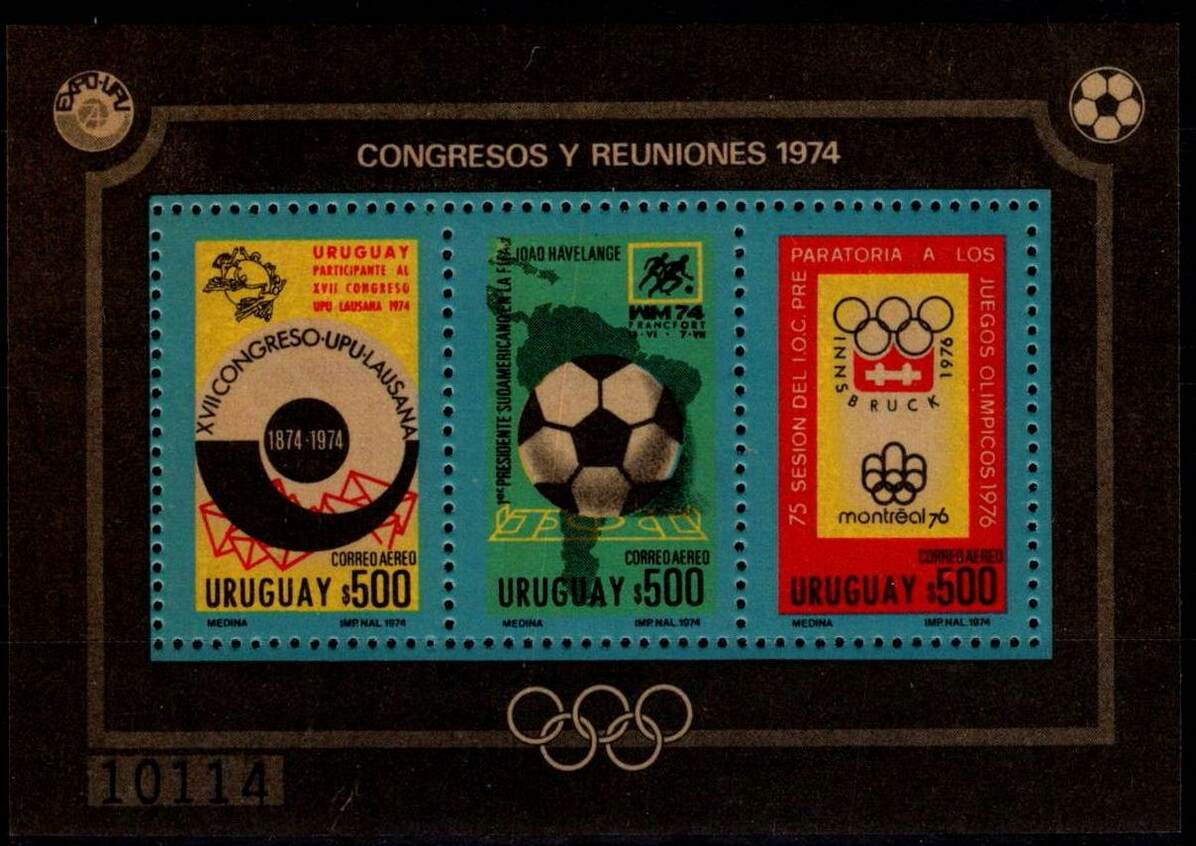 EXPO-UPU
74
CONGRESOS Y REUNIONES 1974
URUGUAY
PARTICIPANTE AL
XVII CONGRESO
UPU LAUSANA 1974
XVII CONGRESO·UPU·LAUSANA
1874-1974
CORREO AEREO
URUGUAY $500
MEDINA IMP. NAL. 1974
1er PRESIDENTE SUDAMERICANO EN LA FIFA
JOAO HAVELANGE
WM 74
FRANCFORT
CORREO AEREO
URUGUAY $500
MEDINA IMP. NAL. 1974
75 SESION DEL I.O.C. PRE
PARATORIA A LOS
JUEGOS OLIMPICOS 1976
INNSBRUCK 1976
montréal 76
CORREO AEREO
URUGUAY $500
MEDINA IMP. NAL. 1974
10114